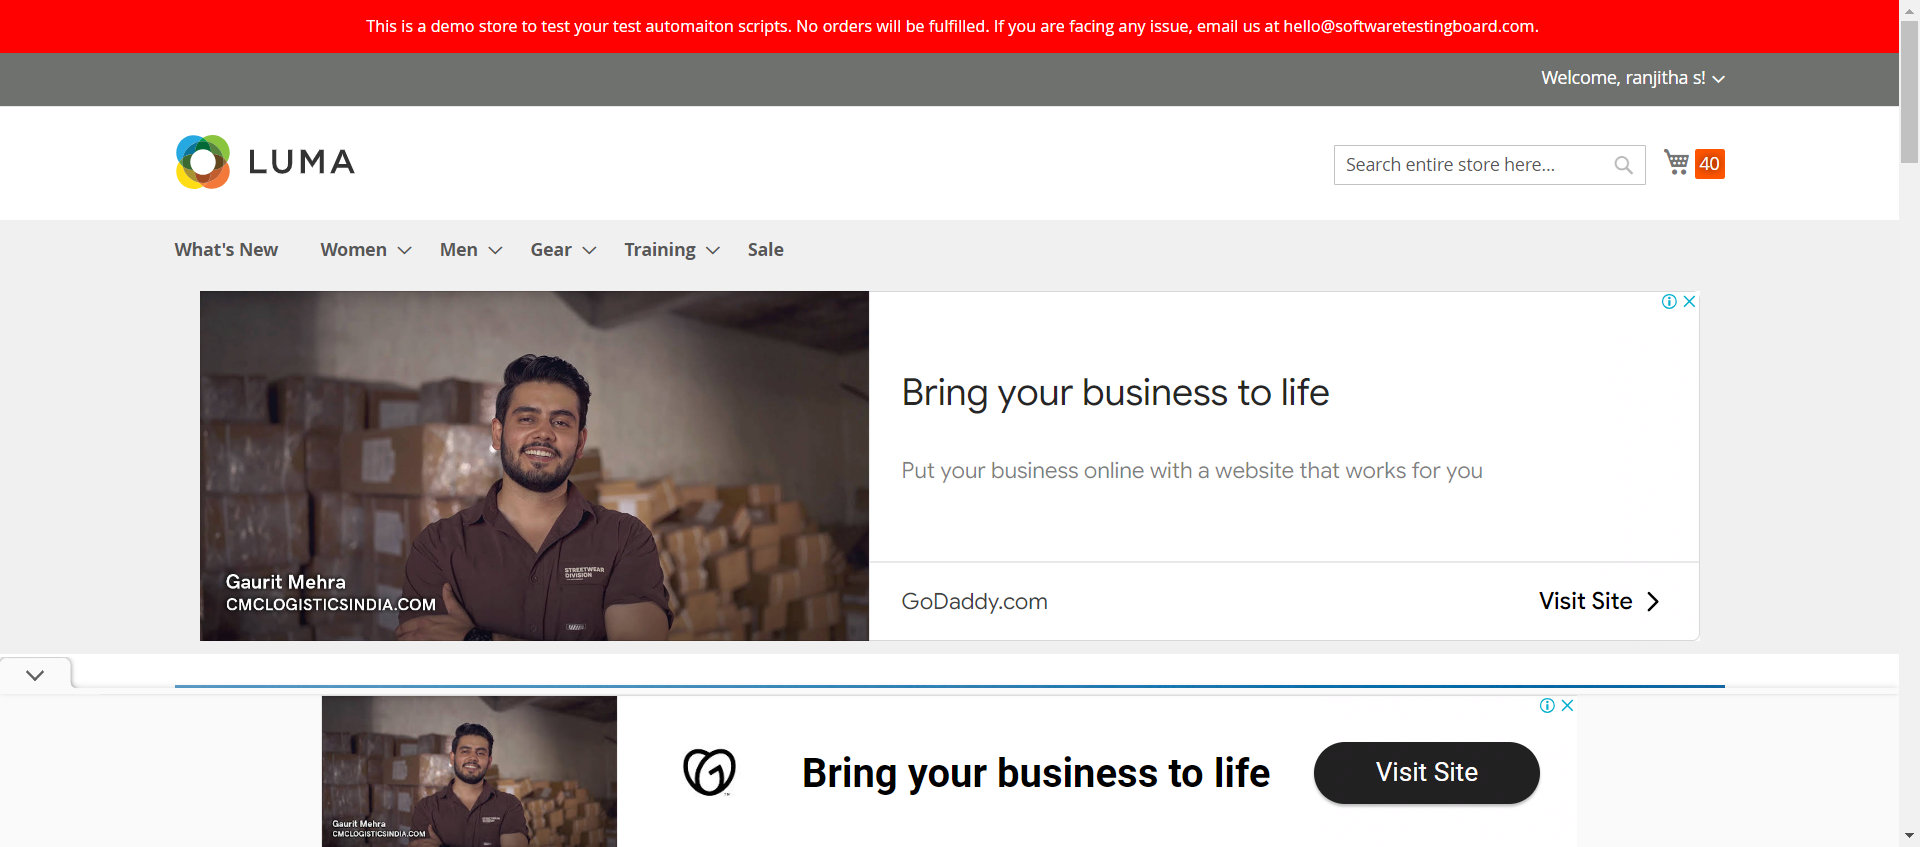 This is a demo store to test your test automaiton scripts. No orders will be fulfilled. If you are facing any issue, email us at hello@softwaretestingboard.com.
Welcome, ranjitha s!
LUMA
Search entire store here...
40
What's New
Women
Men
Gear
Training
Sale
Bring your business to life
Put your business online with a website that works for you
STREETWEAR
DIVISION
Gaurit Mehra
CMCLOGISTICSINDIA.COM
GoDaddy.com
Visit Site
Bring your business to life
Visit Site
Gaurit Mehra
CMCLOGISTICSINDIA.COM